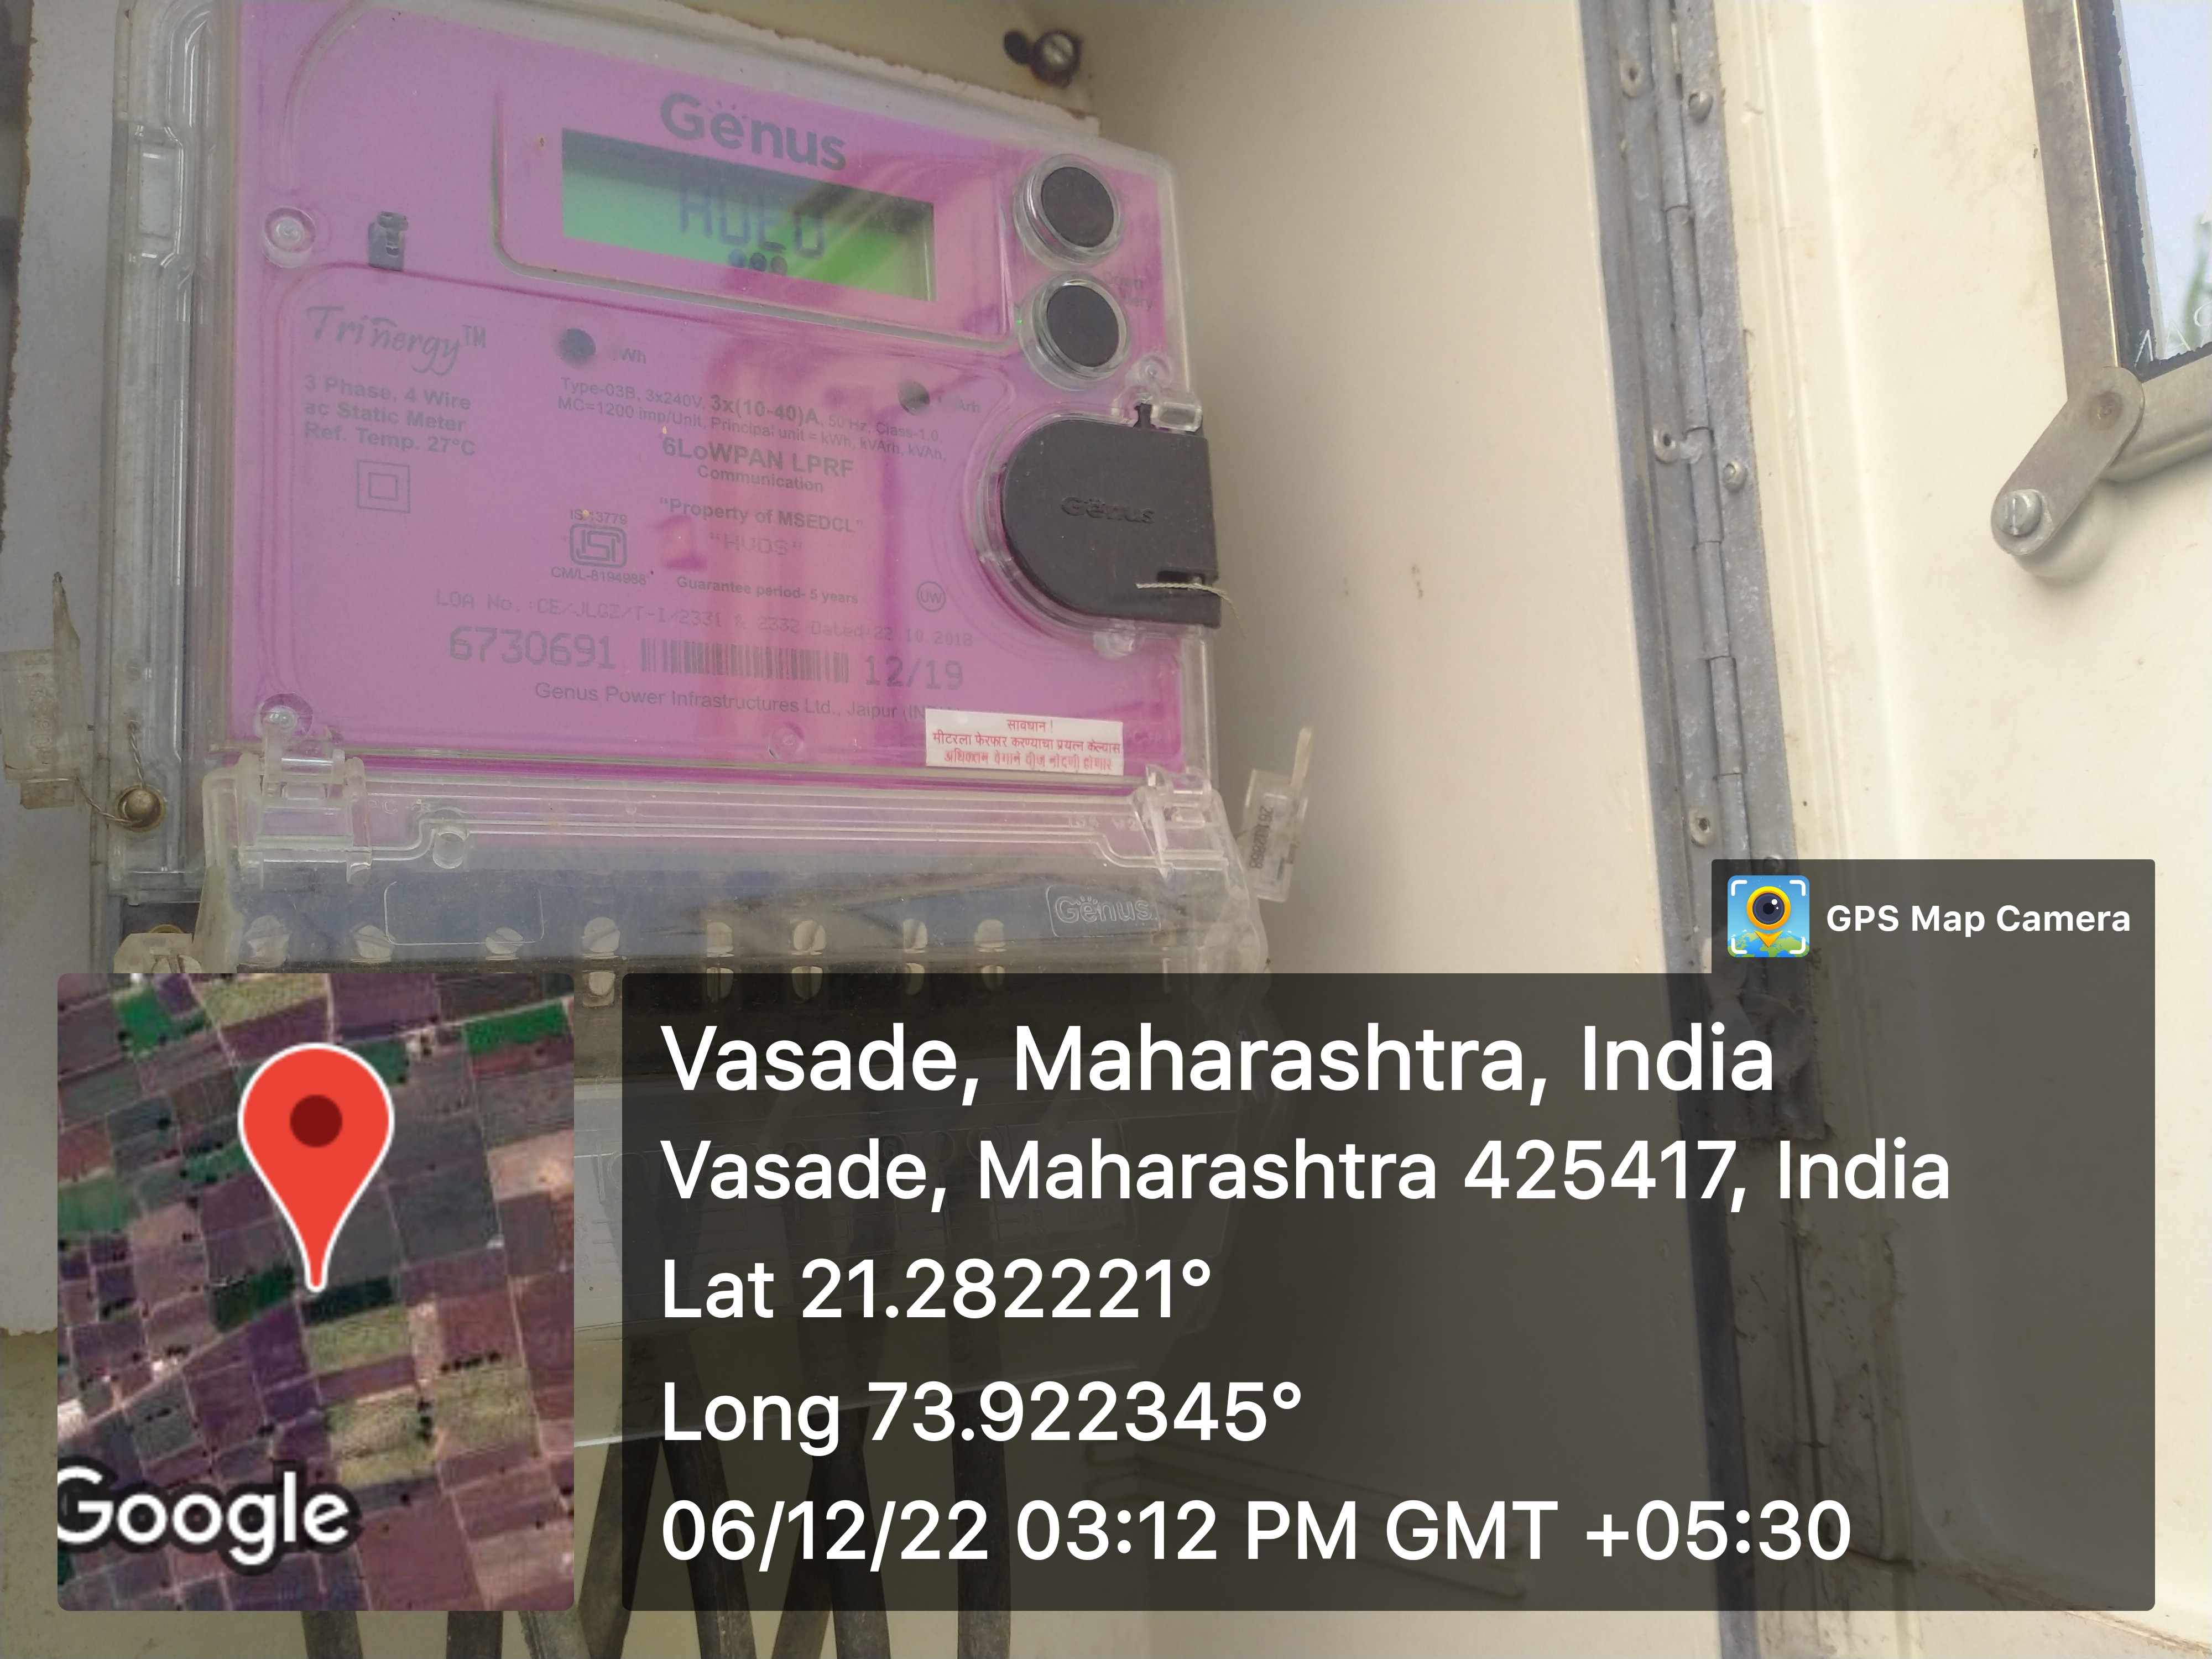 Genus
Trinergy™
3 Phase, 4 Wire
ac Static Meter
Ref. Temp. 27°C
Wh
Type-03B, 3x240V, 3x(10-40)A, 50 Hz, Class-1.0,
MC=1200 imp/Unit, Principal unit = kWh, kVArh, kVAh,
6LoWPAN LPRF
Communication
"Property of MSEDCL"
"HVDS"
IS 13779
CM/L-8194988
Guarantee period- 5 years
UW
LOA No. :CE/JLGZ/T-I/2331 & 2332 Dated:22 10.2018
6730691 12/19
Genus Power Infrastructures Ltd., Jaipur
सावधान !
मीटरला फेरफार करण्याचा प्रयत्न केल्यास
अधिकतम वेगाने वीज नोंदणी होणार
Genus
Genus
GPS Map Camera
Vasade, Maharashtra, India
Vasade, Maharashtra 425417, India
Lat 21.282221°
Long 73.922345°
06/12/22 03:12 PM GMT +05:30
Google